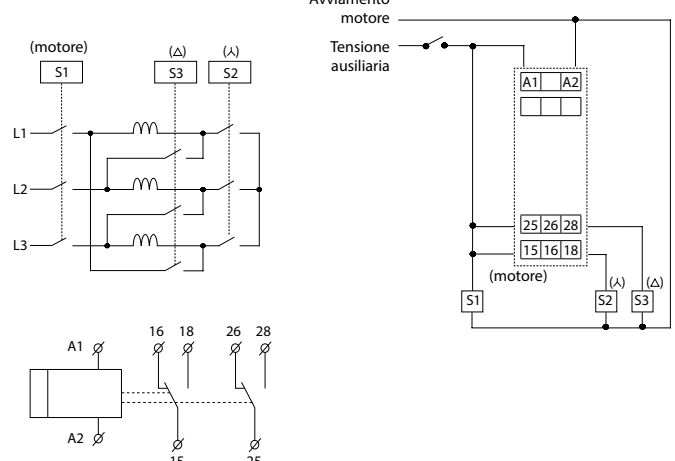 Avviamento
motore
Tensione
ausiliaria
(motore) (△) (⅄)
S1 S3 S2
L1
L2
L3
A1 A2
25 26 28
15 16 18
(motore) (⅄) (△)
S1 S2 S3
16 18 26 28
A1
A2
15 25